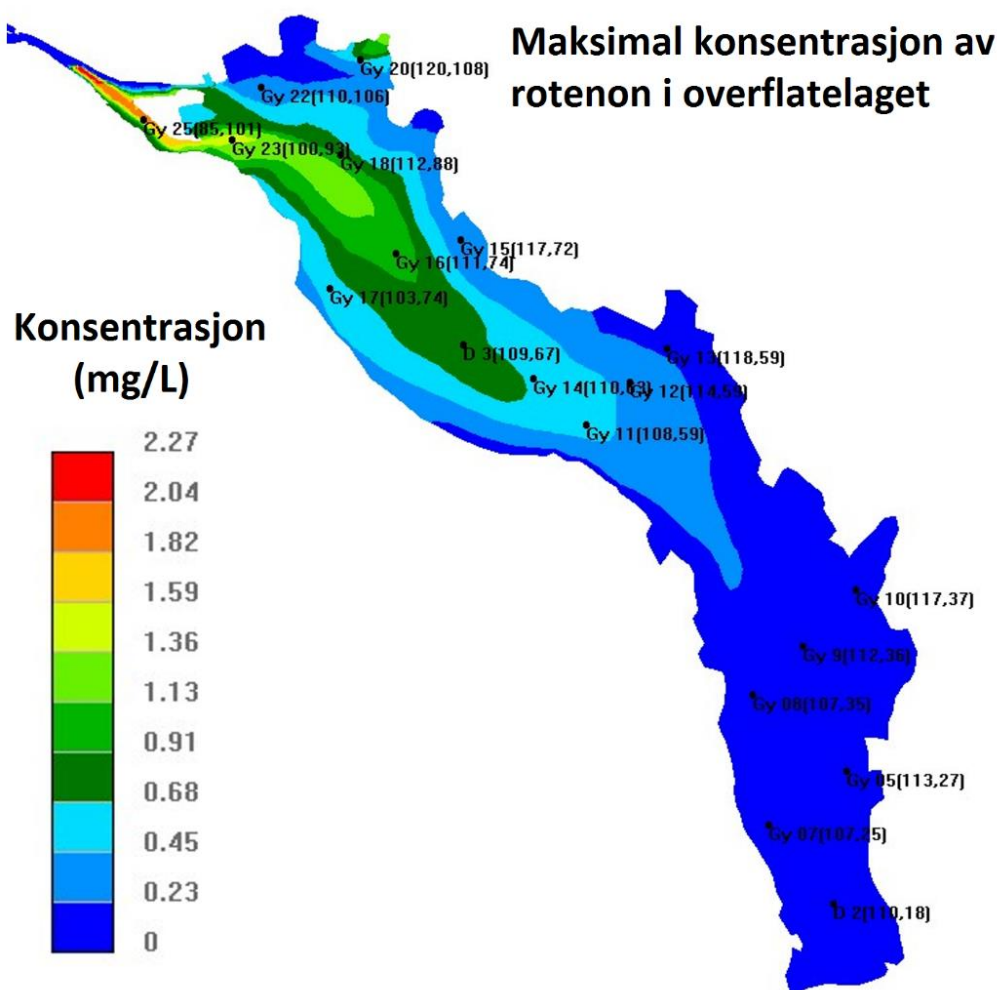 Maksimal konsentrasjon av
rotenon i overflatelaget
Gy 20(120,108)
Gy 22(110,106)
Gy 25(85,101)
Gy 23(100,93)
Gy 18(112,88)
Gy 15(117,72)
Gy 16(111,74)
Gy 17(103,74)
D 3(109,67)
Gy 13(118,59)
Gy 14(110,63)
Gy 12(114,59)
Gy 11(108,59)
Gy 10(117,37)
Gy 9(112,36)
Gy 08(107,35)
Gy 05(113,27)
Gy 07(107,25)
D 2(110,18)
Konsentrasjon
(mg/L)
2.27
2.04
1.82
1.59
1.36
1.13
0.91
0.68
0.45
0.23
0